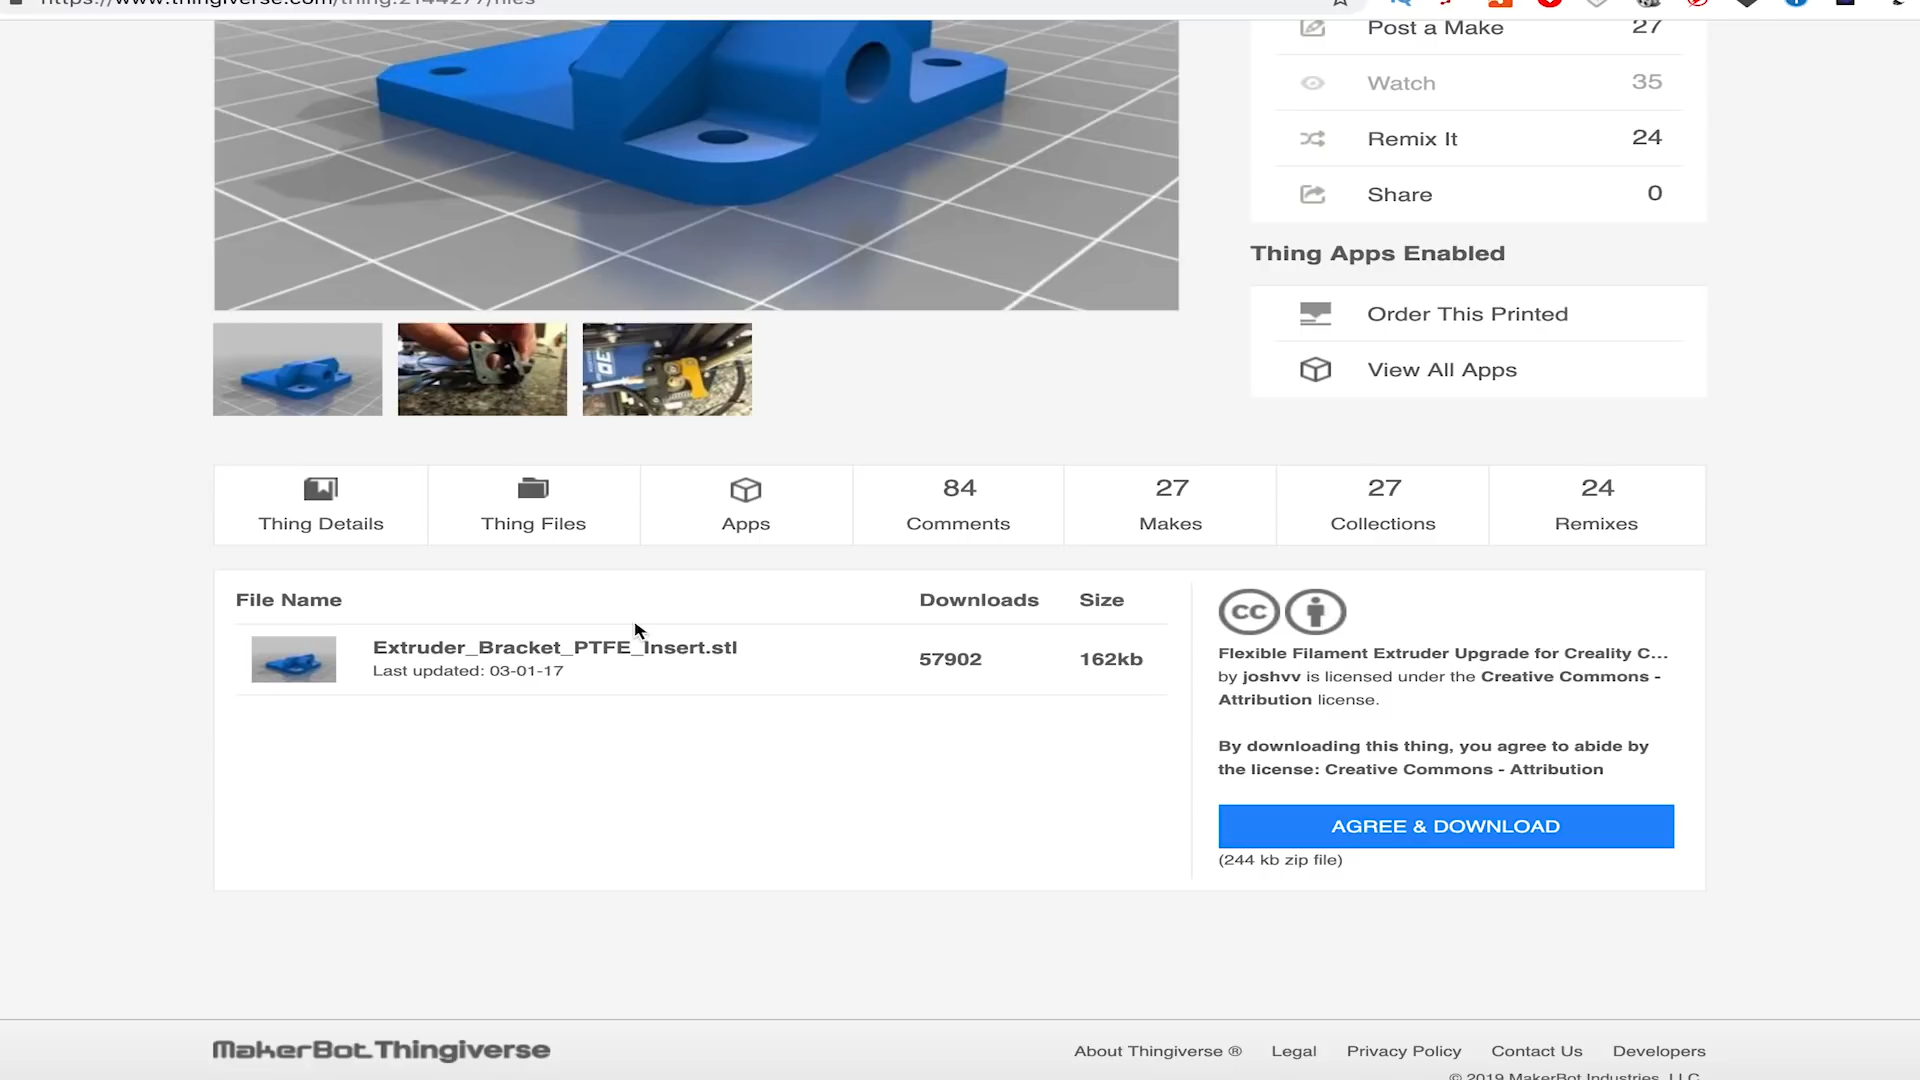 Post a Make 27
Watch 35
Remix It 24
Share 0
Thing Apps Enabled
Order This Printed
View All Apps
Thing Details
Thing Files
Apps
84 Comments
27 Makes
27 Collections
24 Remixes
File Name Downloads Size
Extruder_Bracket_PTFE_Insert.stl 57902 162kb
Last updated: 03-01-17
Flexible Filament Extruder Upgrade for Creality C...
by joshvv is licensed under the Creative Commons -
Attribution license.
By downloading this thing, you agree to abide by
the license: Creative Commons - Attribution
AGREE & DOWNLOAD
(244 kb zip file)
MakerBot Thingiverse
About Thingiverse ® Legal Privacy Policy Contact Us Developers
© 2019 MakerBot Industries, LLC